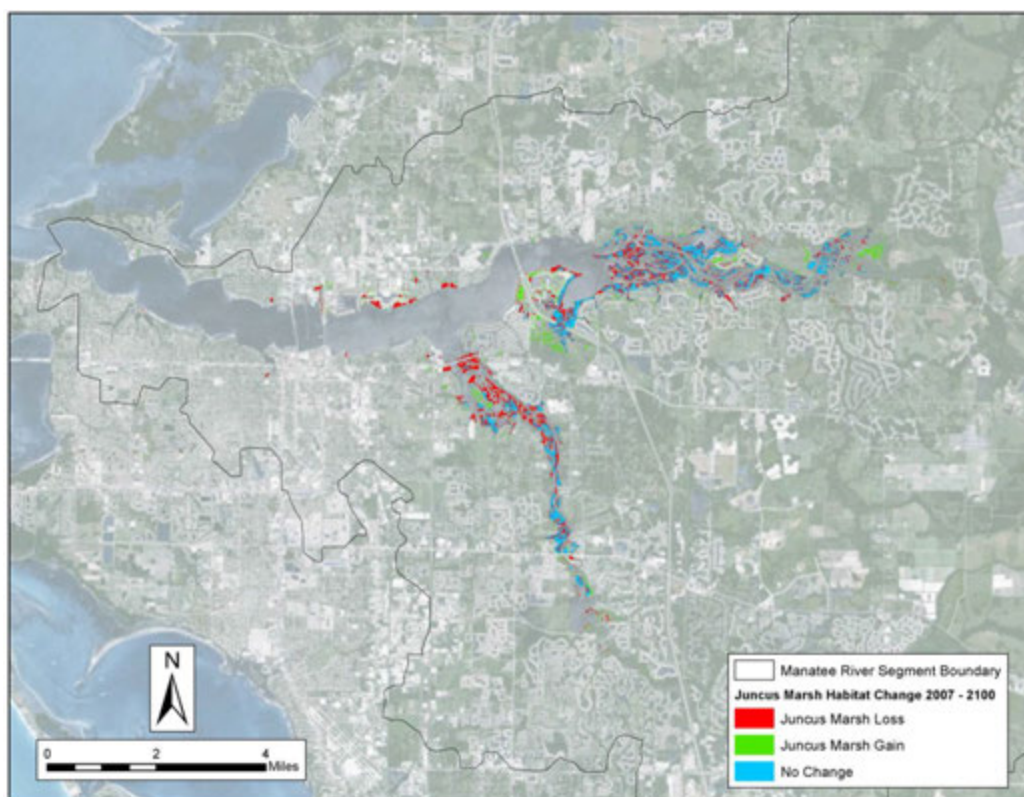 N
0 2 4
Miles
Manatee River Segment Boundary
Juncus Marsh Habitat Change 2007 - 2100
Juncus Marsh Loss
Juncus Marsh Gain
No Change